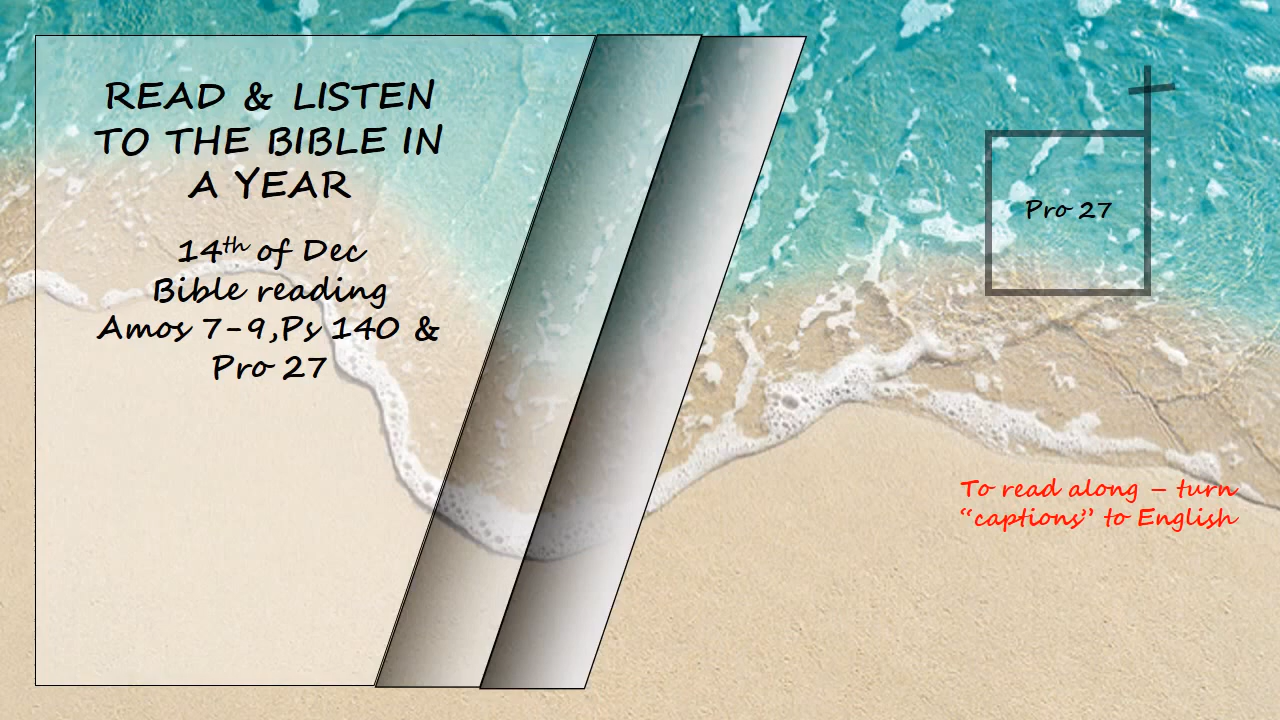 READ & LISTEN
TO THE BIBLE IN
A YEAR
14th of Dec
Bible reading
Amos 7-9,Ps 140 &
Pro 27
Pro 27
To read along – turn
“captions” to English